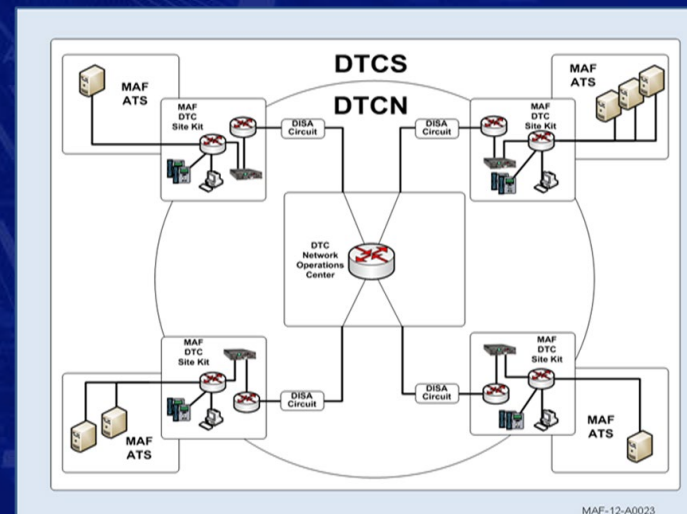 DTCS
DTCN
MAF
ATS
MAF
DTC
Site Kit
DISA
Circuit
DISA
Circuit
MAF
DTC
Site Kit
MAF
ATS
DTC
Network
Operations
Center
MAF
DTC
Site Kit
DISA
Circuit
MAF
ATS
DISA
Circuit
MAF
DTC
Site Kit
MAF
ATS
MAF-12-A0023